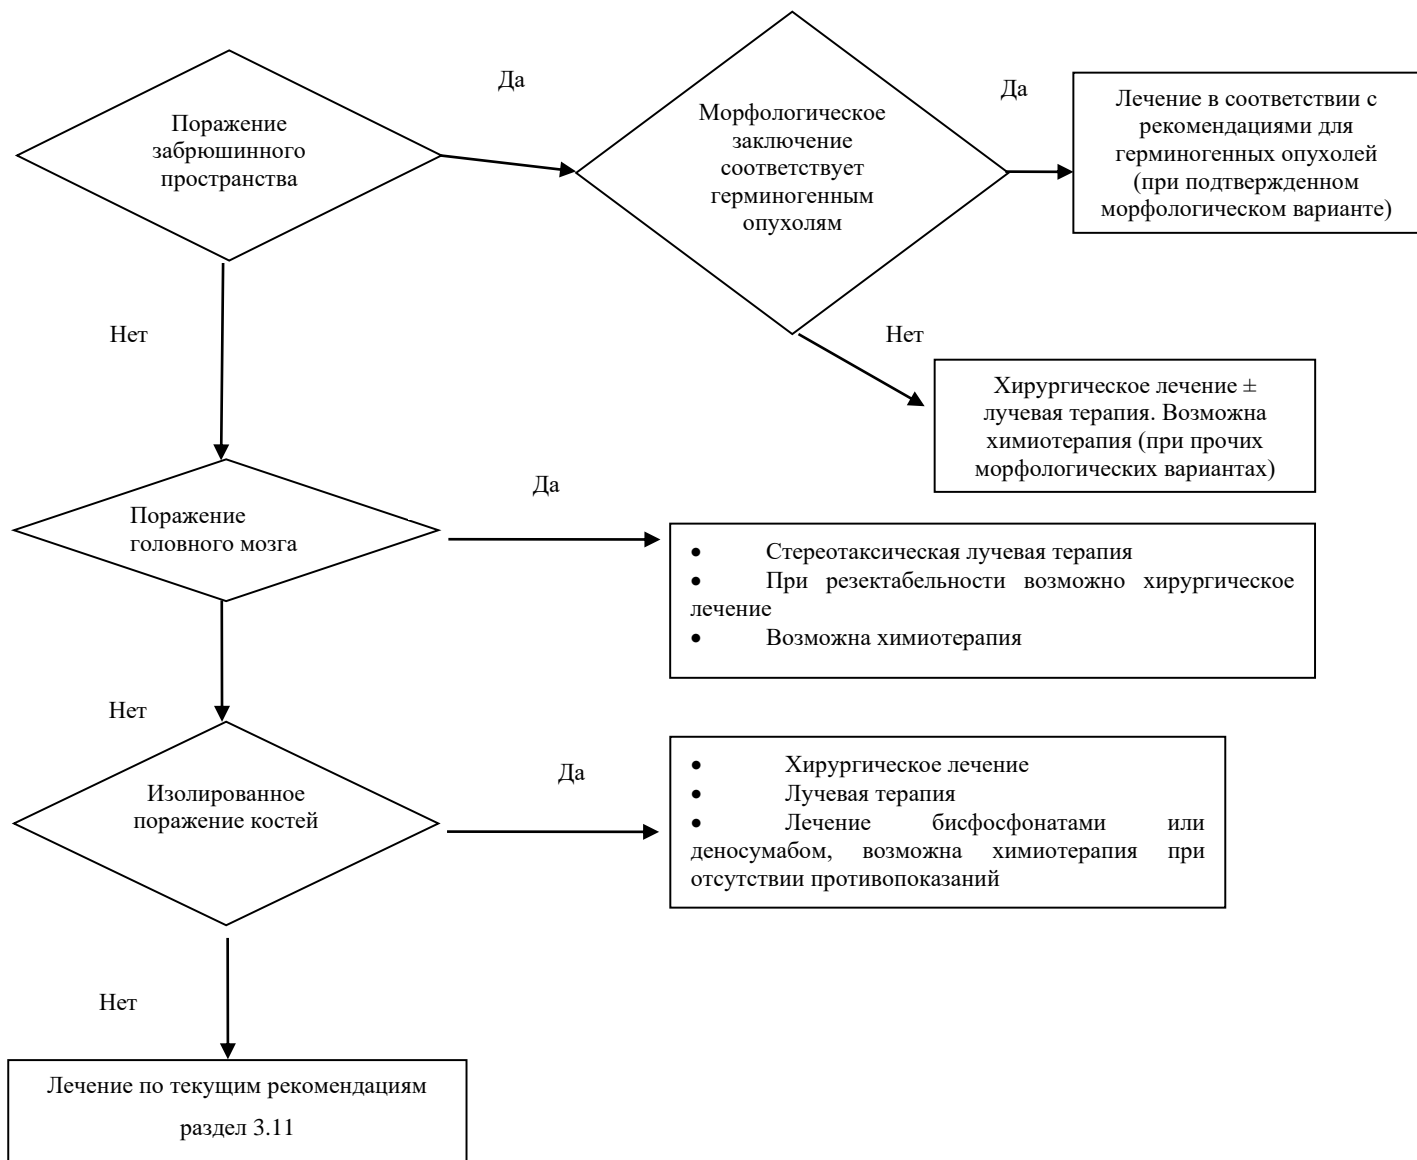 Да
Да
Поражение
забрюшинного
пространства
Морфологическое
заключение
соответствует
герминогенным
опухолям
Лечение в соответствии с
рекомендациями для
герминогенных опухолей
(при подтвержденном
морфологическом варианте)
Нет
Нет
Хирургическое лечение ±
лучевая терапия. Возможна
химиотерапия (при прочих
морфологических вариантах)
Да
Поражение
головного мозга
• Стереотаксическая лучевая терапия
• При резектабельности возможно хирургическое
лечение
• Возможна химиотерапия
Нет
Да
Изолированное
поражение костей
• Хирургическое лечение
• Лучевая терапия
• Лечение бисфосфонатами или
деносумабом, возможна химиотерапия при
отсутствии противопоказаний
Нет
Лечение по текущим рекомендациям
раздел 3.11